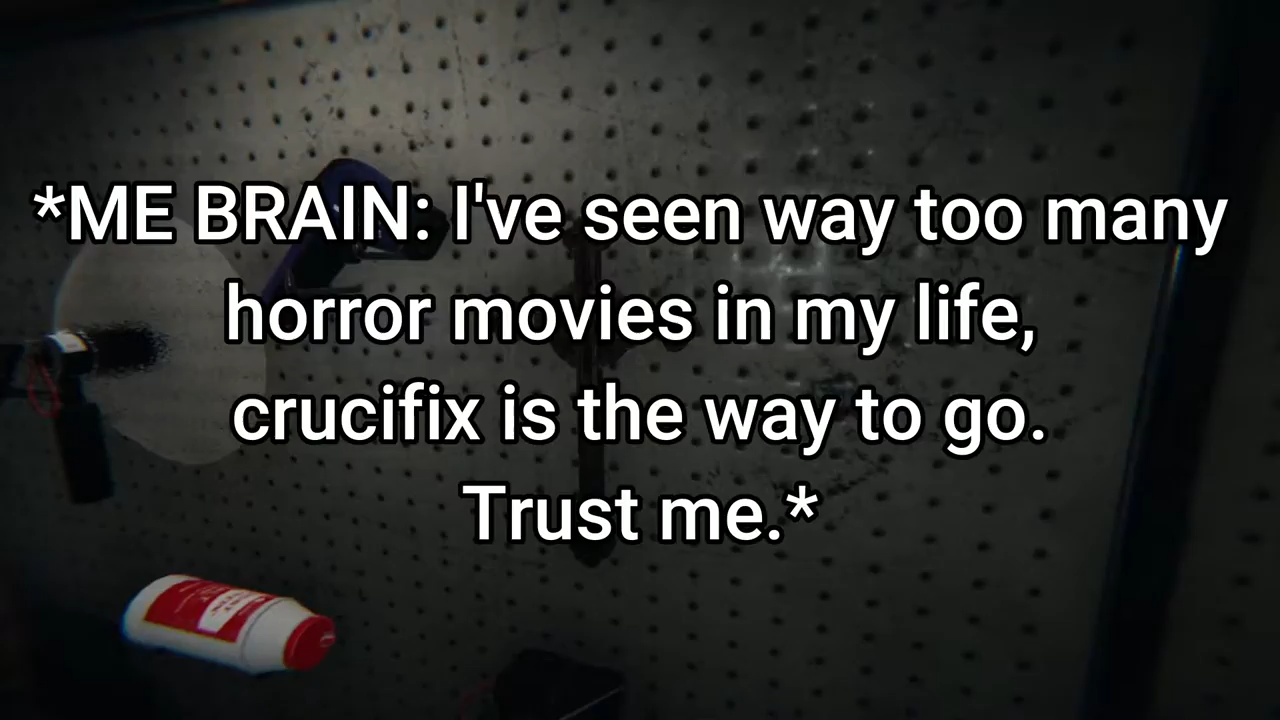 *ME BRAIN: I've seen way too many
horror movies in my life,
crucifix is the way to go.
Trust me.*